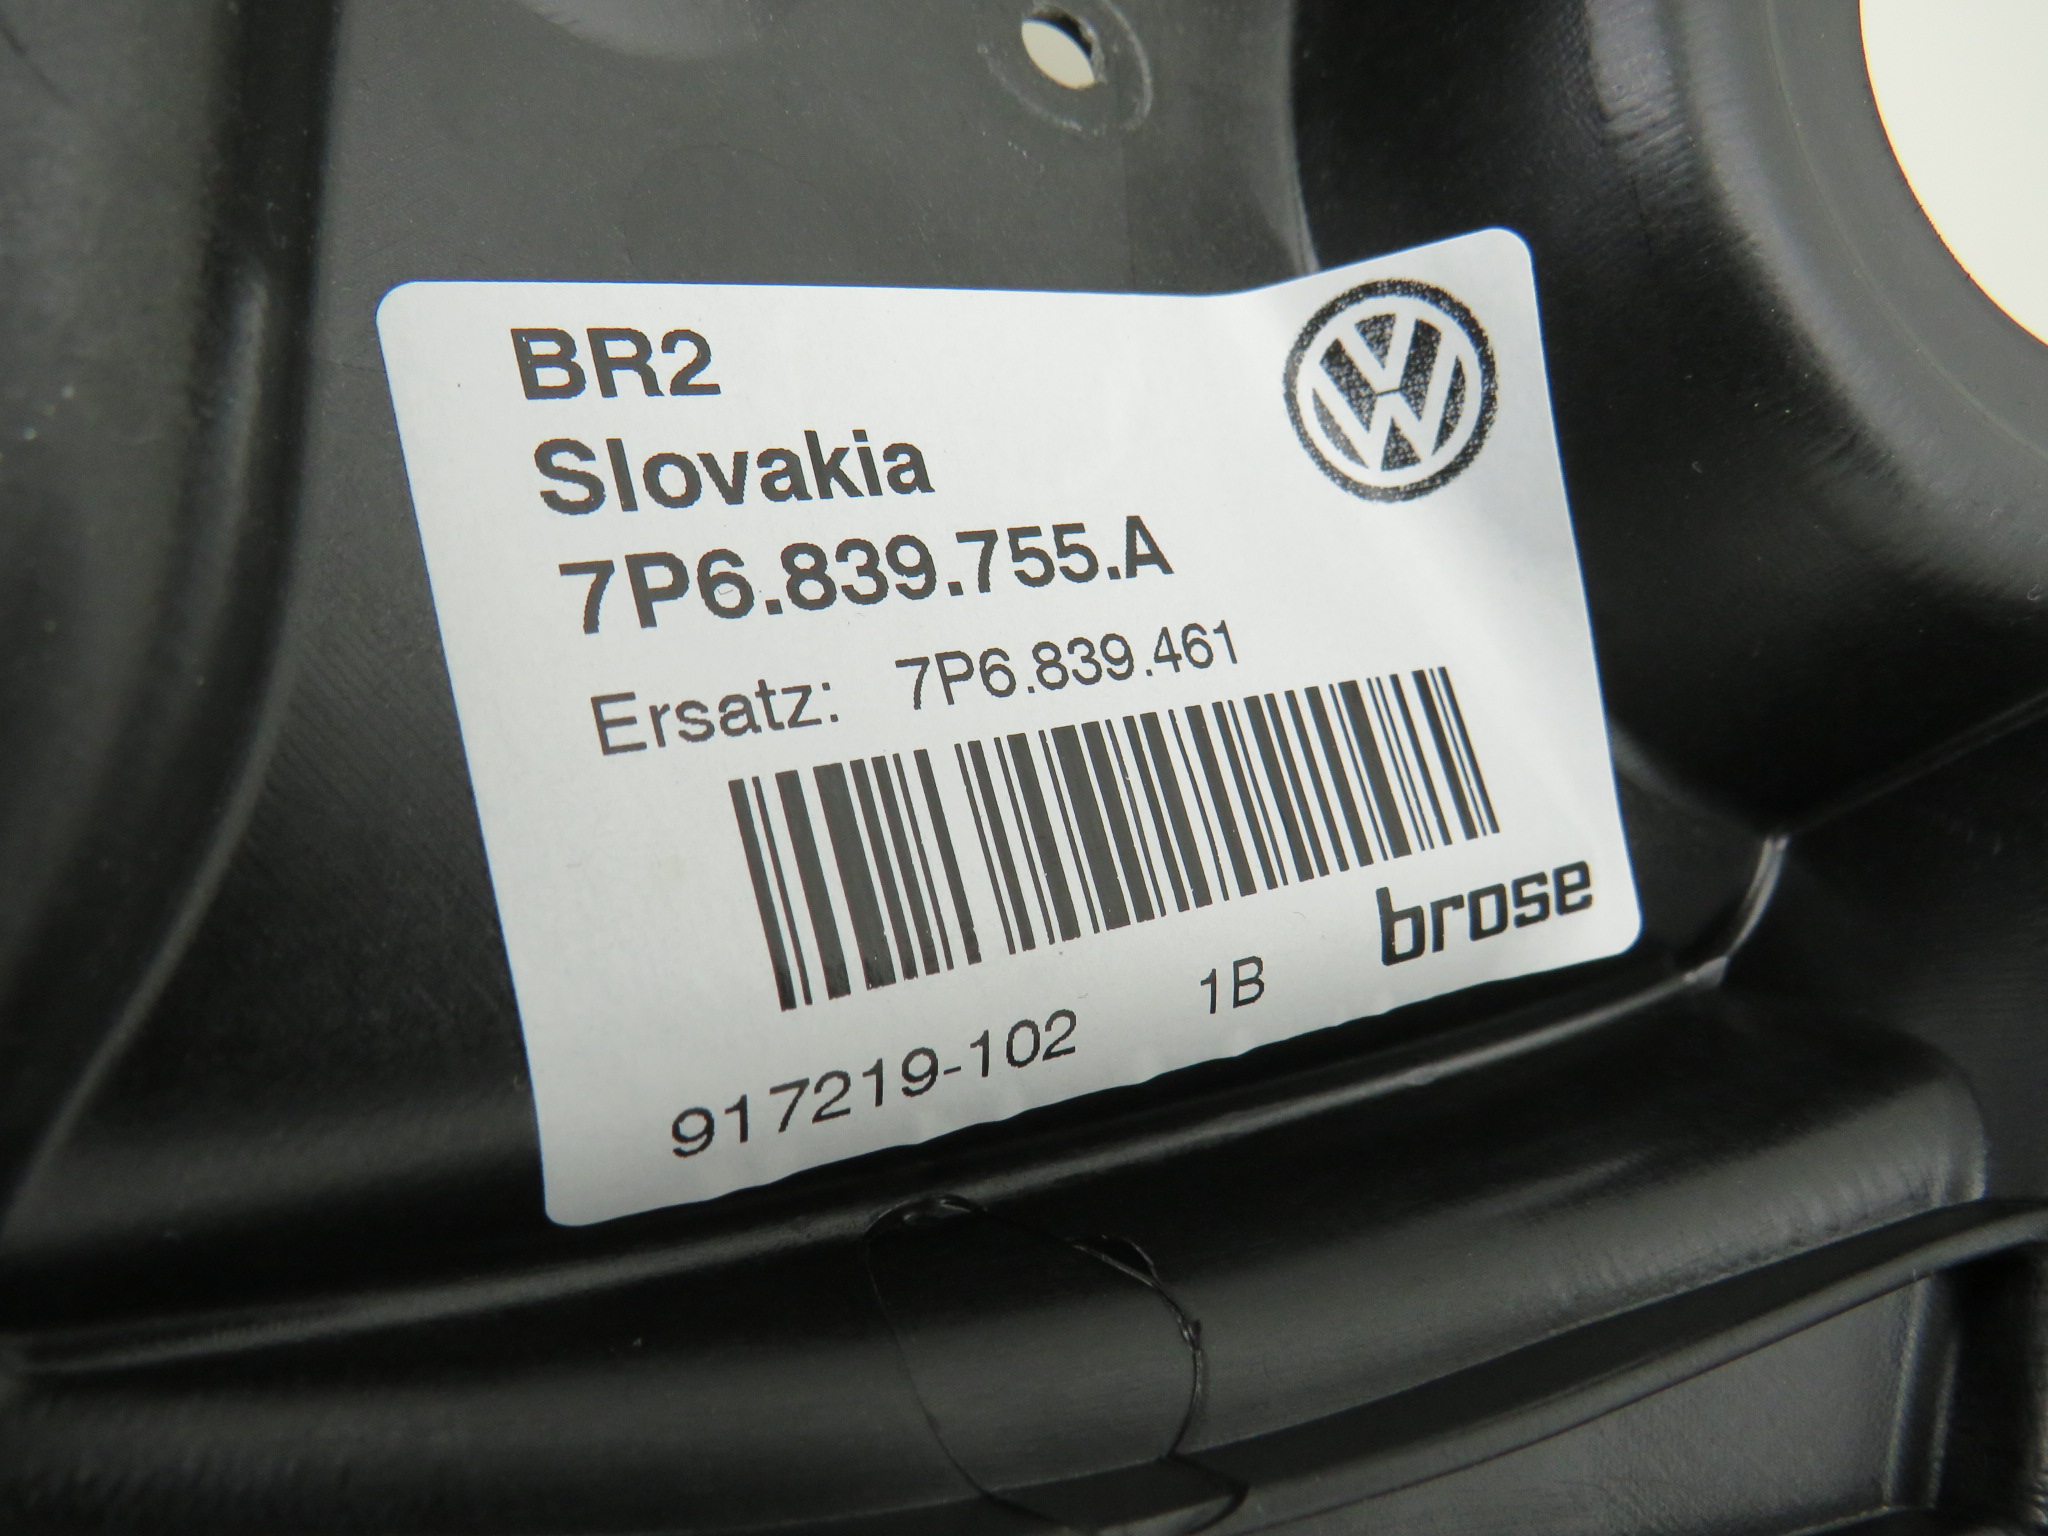 BR2
Slovakia
7P6.839.755.A
Ersatz: 7P6.839.461
brose
917219-102 1B